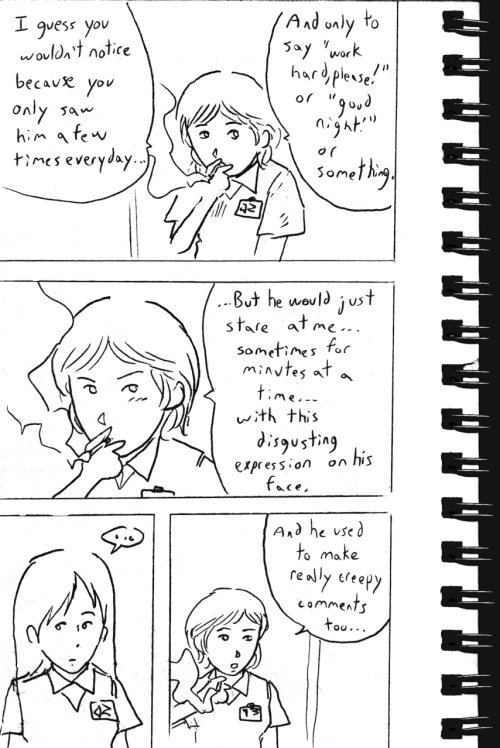 I guess you
wouldn't notice
because you
only saw
him a few
times everyday...
And only to
say "work
hard, please!"
or "good
night!"
or
something.
...But he would just
stare at me...
sometimes for
minutes at a
time...
with this
disgusting
expression on his
face.
...
And he used
to make
really creepy
comments
too...